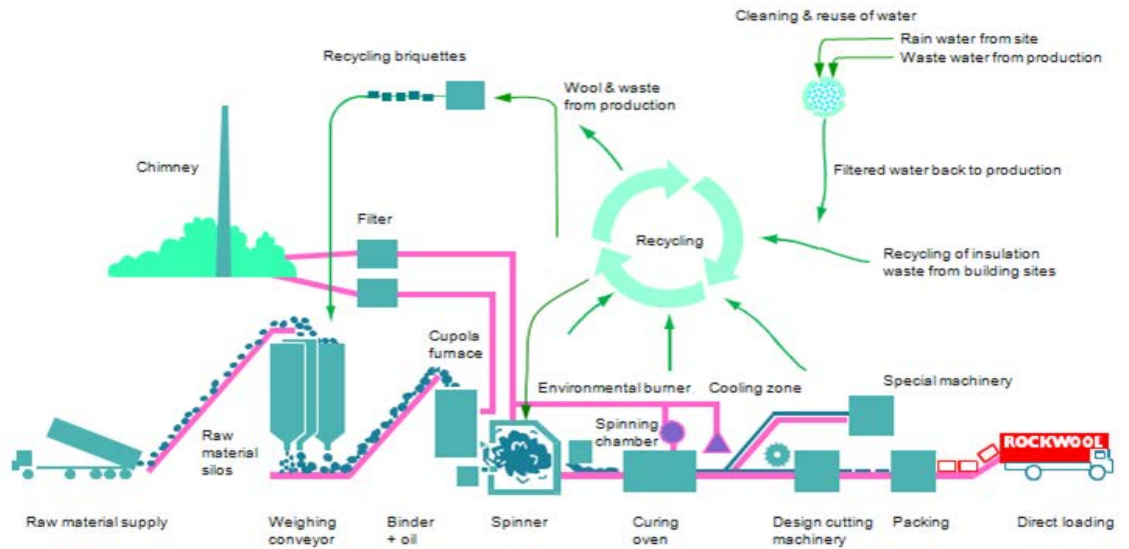 Cleaning & reuse of water
Rain water from site
Waste water from production
Recycling briquettes
Wool & waste
from production
Chimney
Filtered water back to production
Filter
Recycling
Recycling of insulation
waste from building sites
Cupola
furnace
Environmental burner
Cooling zone
Special machinery
Spinning
chamber
Raw
material
silos
ROCKWOOL
Raw material supply
Weighing
conveyor
Binder
+ oil
Spinner
Curing
oven
Design cutting
machinery
Packing
Direct loading